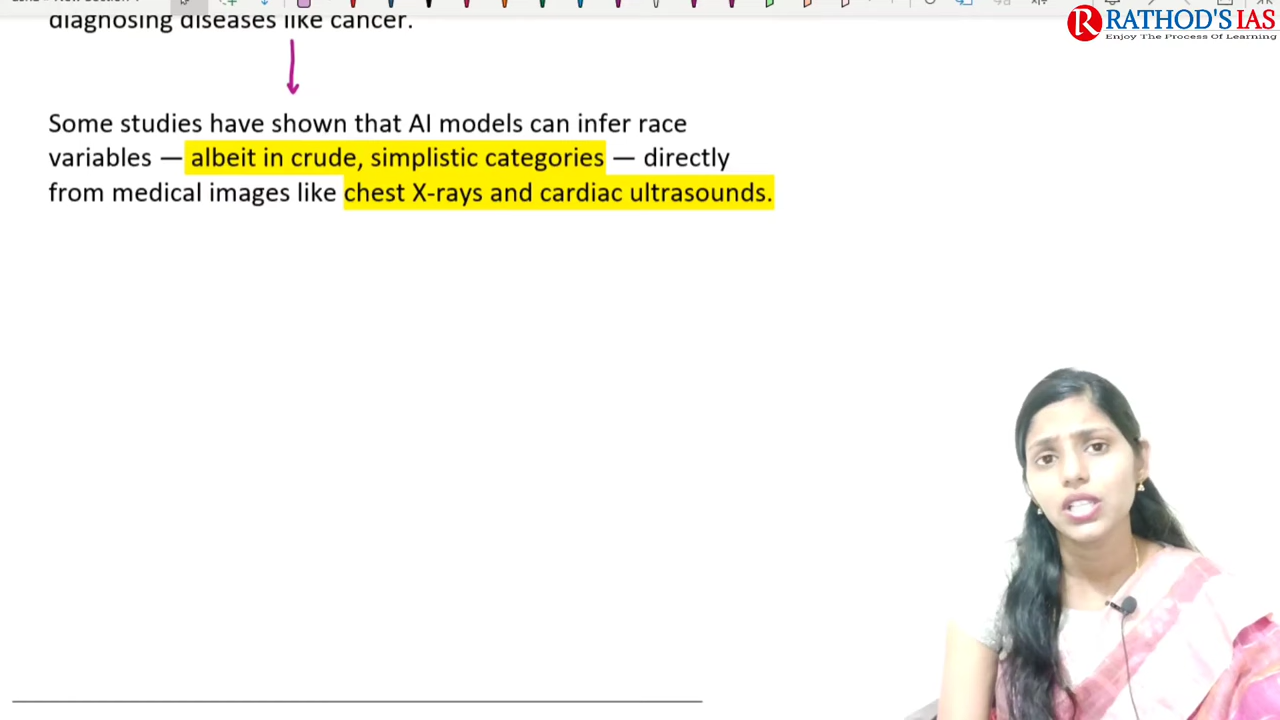 diagnosing diseases like cancer.
RATHOD'S IAS
Enjoy The Process Of Learning
Some studies have shown that AI models can infer race
variables — albeit in crude, simplistic categories — directly
from medical images like chest X-rays and cardiac ultrasounds.